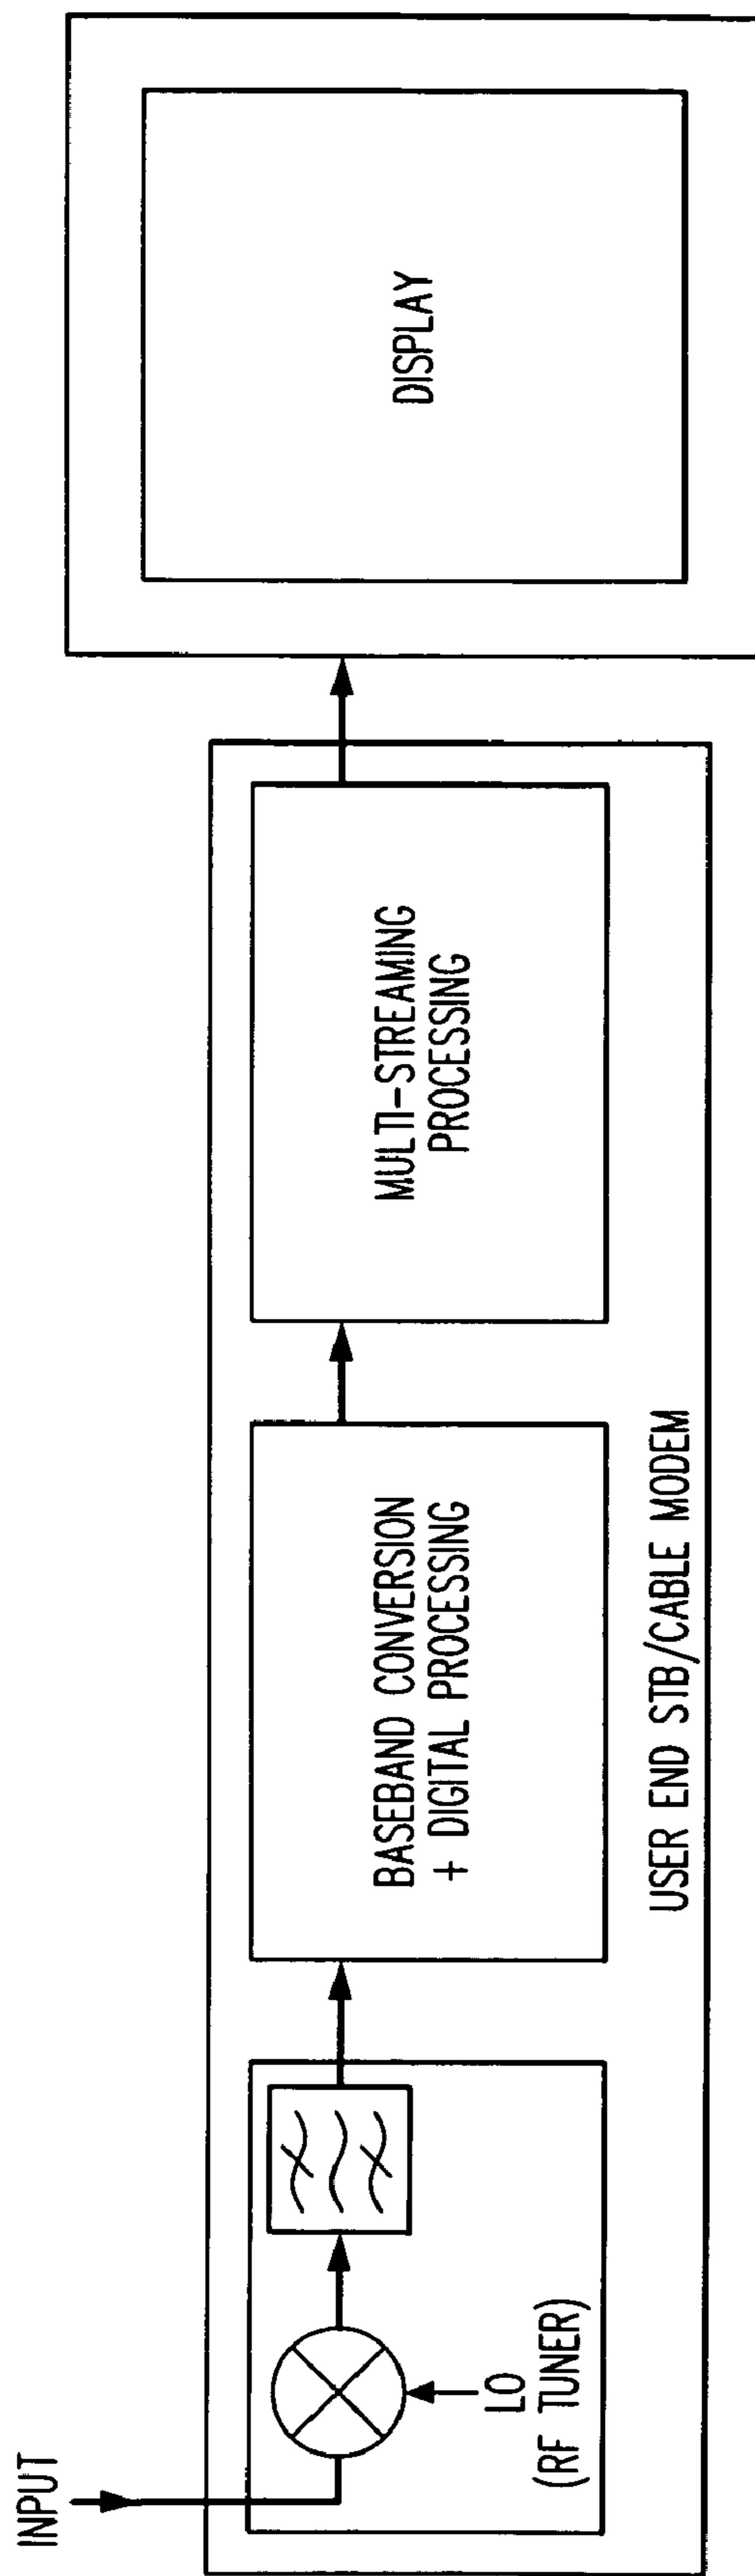 INPUT
LO
(RF TUNER)
BASEBAND CONVERSION
+ DIGITAL PROCESSING
MULTI-STREAMING
PROCESSING
USER END STB/CABLE MODEM
DISPLAY